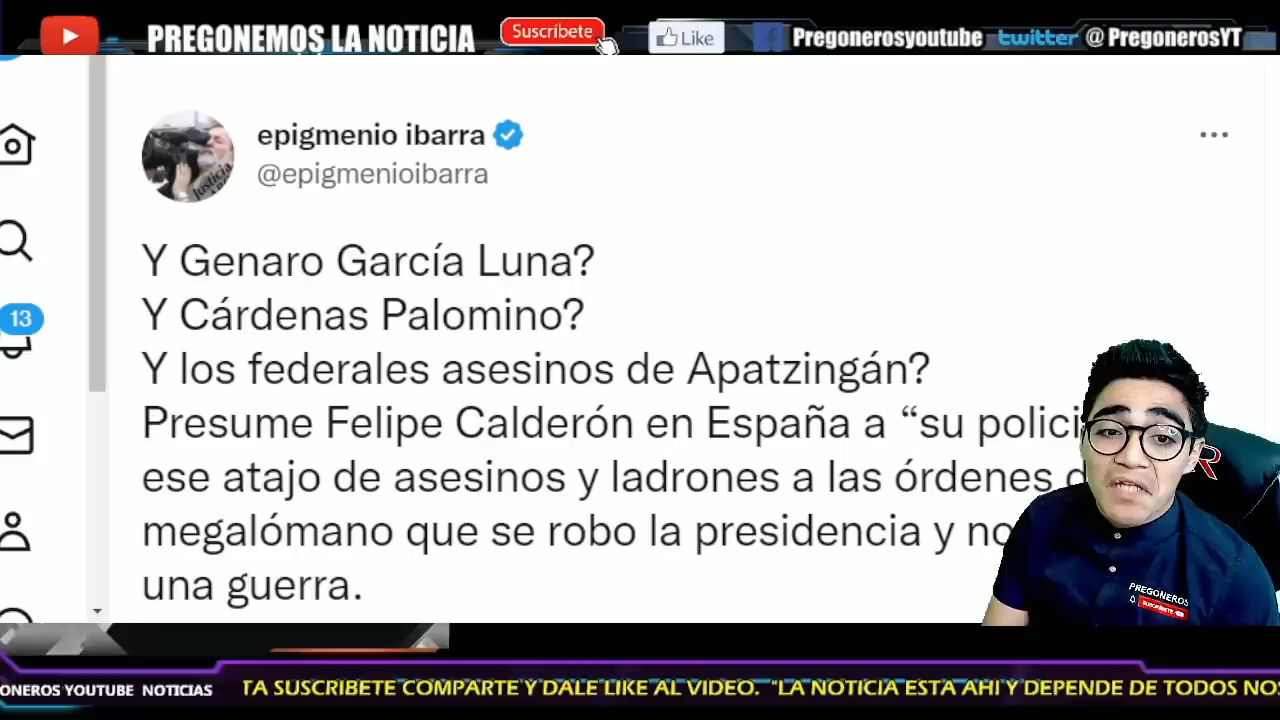 PREGONEMOS LA NOTICIA
Suscríbete
Like
Pregonerosyoutube
twitter @PregonerosYT
epigmenio ibarra
@epigmenioibarra
Justicia
13
Y Genaro García Luna?
Y Cárdenas Palomino?
Y los federales asesinos de Apatzingán?
Presume Felipe Calderón en España a “su polici
ese atajo de asesinos y ladrones a las órdenes
megalómano que se robo la presidencia y no
una guerra.
R
PREGONEROS
SUSCRIBETE
ONEROS YOUTUBE NOTICIAS
TA SUSCRIBETE COMPARTE Y DALE LIKE AL VIDEO. "LA NOTICIA ESTA AHI Y DEPENDE DE TODOS NOS